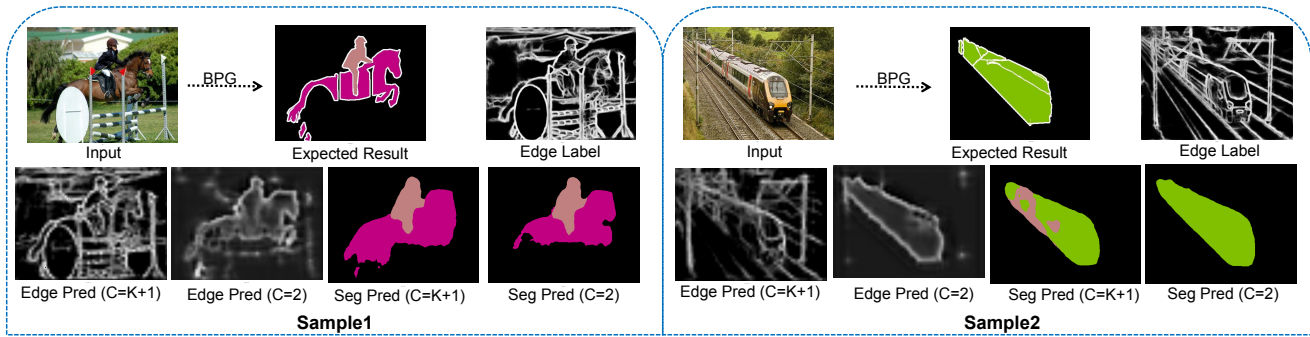 BPG
Input
Expected Result
Edge Label
Edge Pred (C=K+1)
Edge Pred (C=2)
Seg Pred (C=K+1)
Seg Pred (C=2)
Sample1
BPG
Input
Expected Result
Edge Label
Edge Pred (C=K+1)
Edge Pred (C=2)
Seg Pred (C=K+1)
Seg Pred (C=2)
Sample2